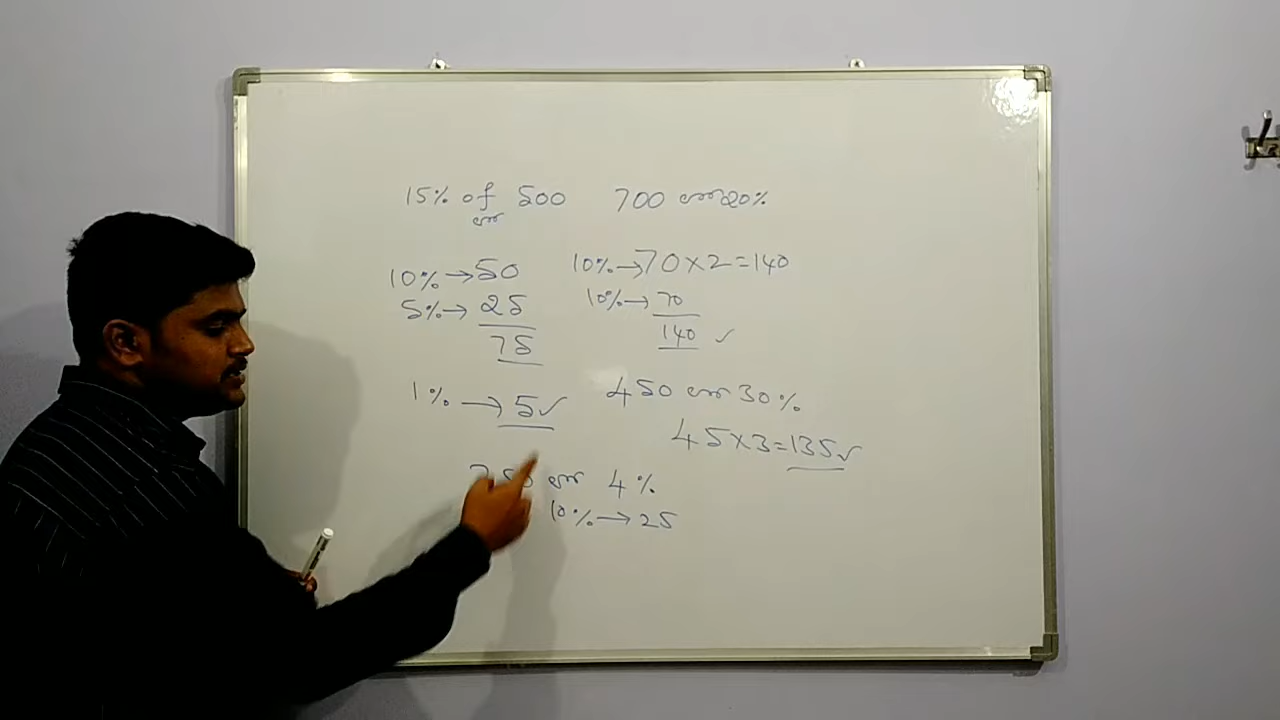 15% of 500
700 ന്റെ 20%
ന്റെ
10% → 50
5% → 25
75
1% → 5✓
10% → 70 × 2 = 140
10% → 70
140 ✓
450 ന്റെ 30%
45 × 3 = 135✓
ന്റെ 4%
10% → 25